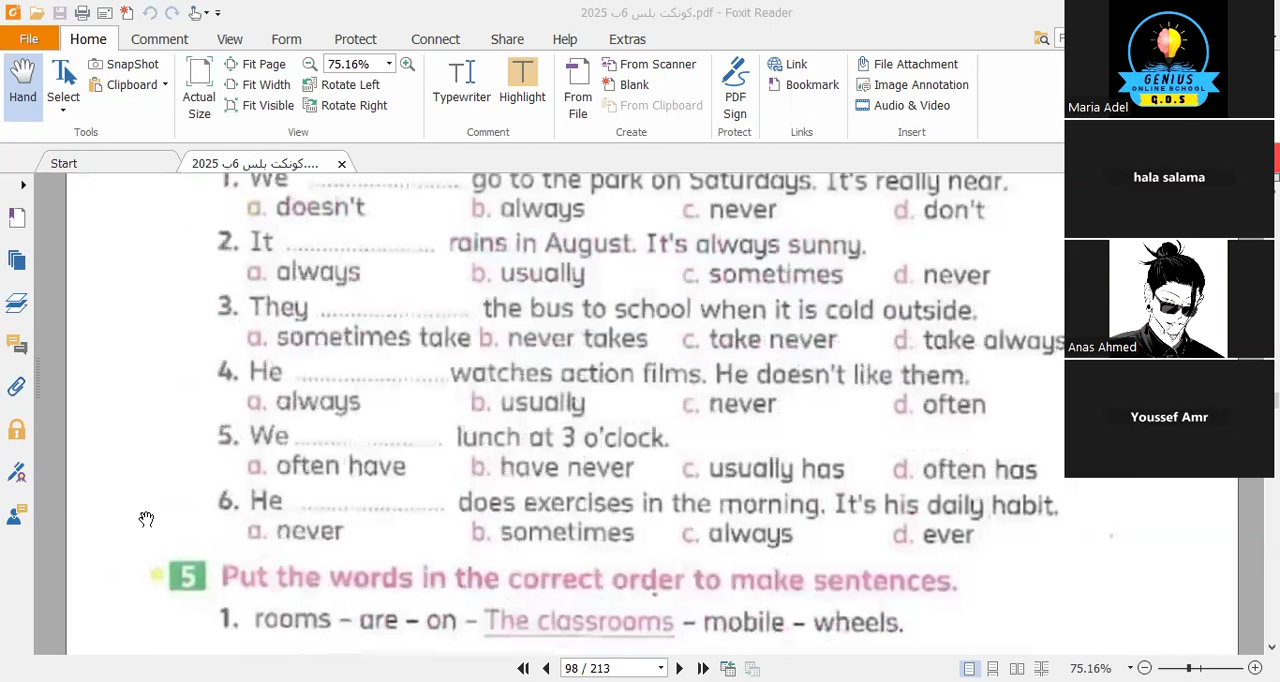 كونكت بلس 6ب 2025.pdf - Foxit Reader
File Home Comment View Form Protect Connect Share Help Extras
Hand
Select
SnapShot
Clipboard
Tools
Actual Size
Fit Page
Fit Width
Fit Visible
75.16%
Rotate Left
Rotate Right
View
Typewriter
Highlight
Comment
From File
From Scanner
Blank
From Clipboard
Create
PDF Sign
Protect
Link
Bookmark
Links
File Attachment
Image Annotation
Audio & Video
Insert
Start
كونكت بلس 6ب 2025....
1. We .................... go to the park on Saturdays. It's really near.
a. doesn't b. always c. never d. don't
2. It .................... rains in August. It's always sunny.
a. always b. usually c. sometimes d. never
3. They .................... the bus to school when it is cold outside.
a. sometimes take b. never takes c. take never d. take always
4. He .................... watches action films. He doesn't like them.
a. always b. usually c. never d. often
5. We .................... lunch at 3 o'clock.
a. often have b. have never c. usually has d. often has
6. He .................... does exercises in the morning. It's his daily habit.
a. never b. sometimes c. always d. ever
5 Put the words in the correct order to make sentences.
1. rooms – are – on – The classrooms – mobile – wheels.
98 / 213
75.16%
GENIUS
ONLINE SCHOOL
G.O.S
Maria Adel
hala salama
Anas Ahmed
Youssef Amr